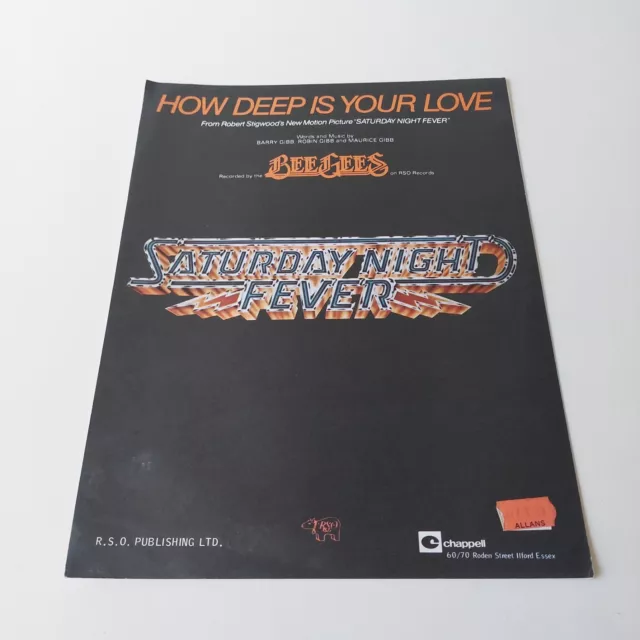 HOW DEEP IS YOUR LOVE
From Robert Stigwood's New Motion Picture "SATURDAY NIGHT FEVER"
Words and Music by
BARRY GIBB, ROBIN GIBB and MAURICE GIBB
Recorded by the BEE GEES on RSO Records
SATURDAY NIGHT
FEVER
RSO
R.S.O. PUBLISHING LTD.
ALLANS
chappell
60/70 Roden Street Ilford Essex